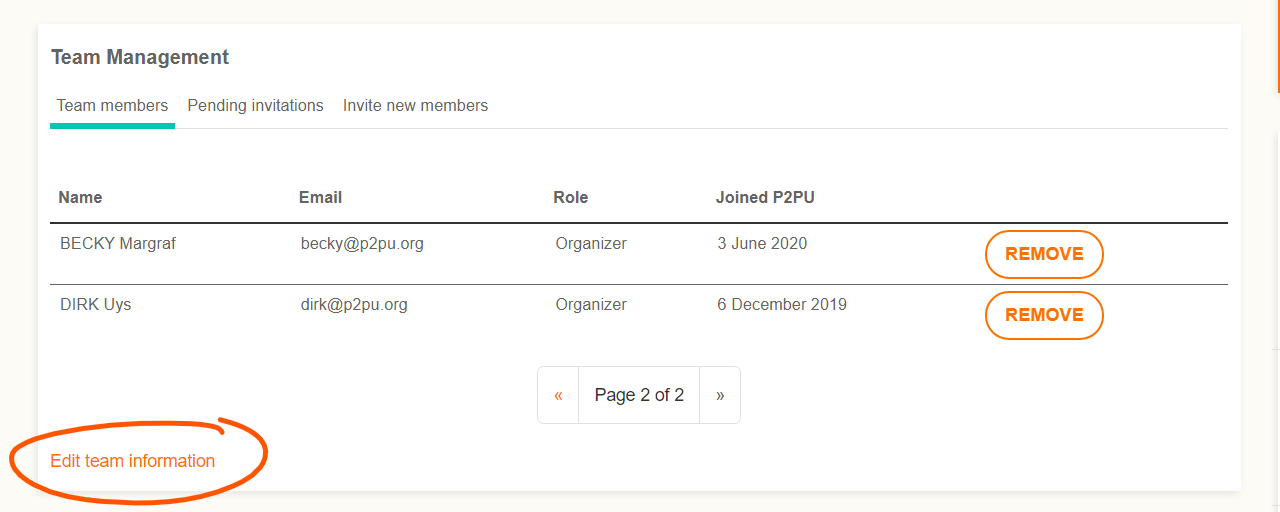 Team Management
Team members Pending invitations Invite new members
Name Email Role Joined P2PU
BECKY Margraf becky@p2pu.org Organizer 3 June 2020 REMOVE
DIRK Uys dirk@p2pu.org Organizer 6 December 2019 REMOVE
« Page 2 of 2 »
Edit team information